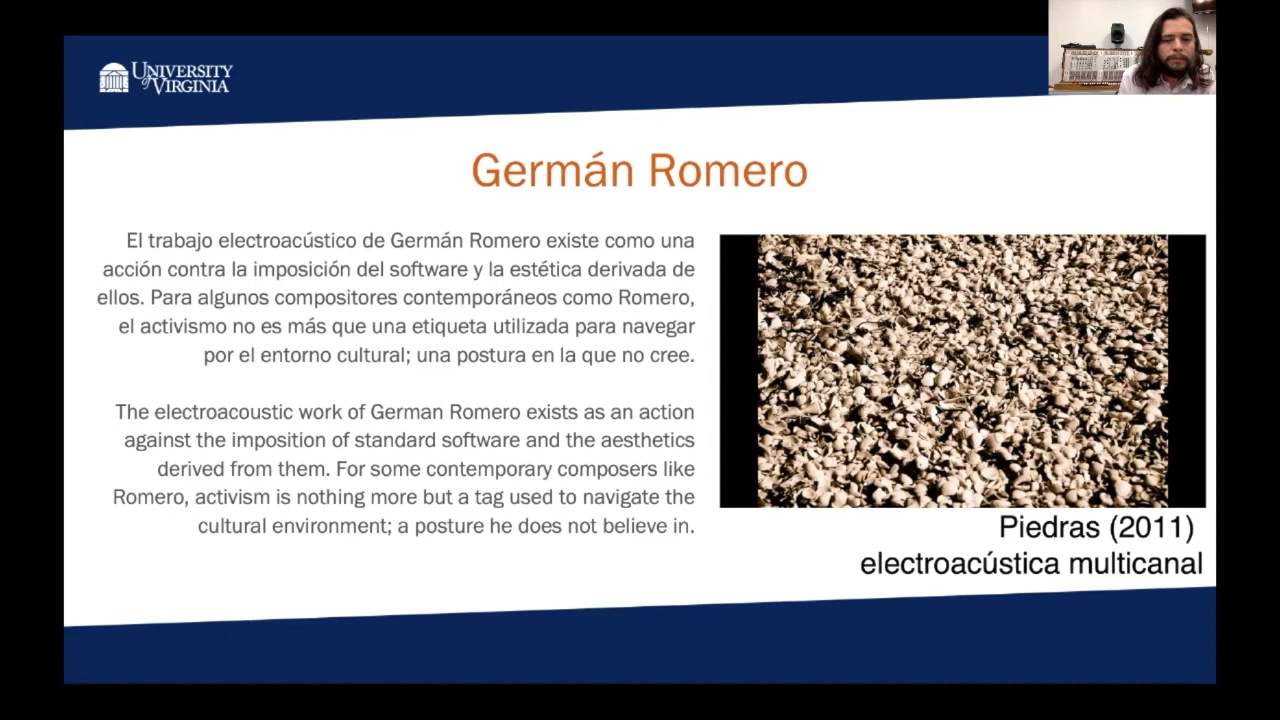 UNIVERSITY
of VIRGINIA
Germán Romero
El trabajo electroacústico de Germán Romero existe como una
acción contra la imposición del software y la estética derivada de
ellos. Para algunos compositores contemporáneos como Romero,
el activismo no es más que una etiqueta utilizada para navegar
por el entorno cultural; una postura en la que no cree.
The electroacoustic work of German Romero exists as an action
against the imposition of standard software and the aesthetics
derived from them. For some contemporary composers like
Romero, activism is nothing more but a tag used to navigate the
cultural environment; a posture he does not believe in.
Piedras (2011)
electroacústica multicanal